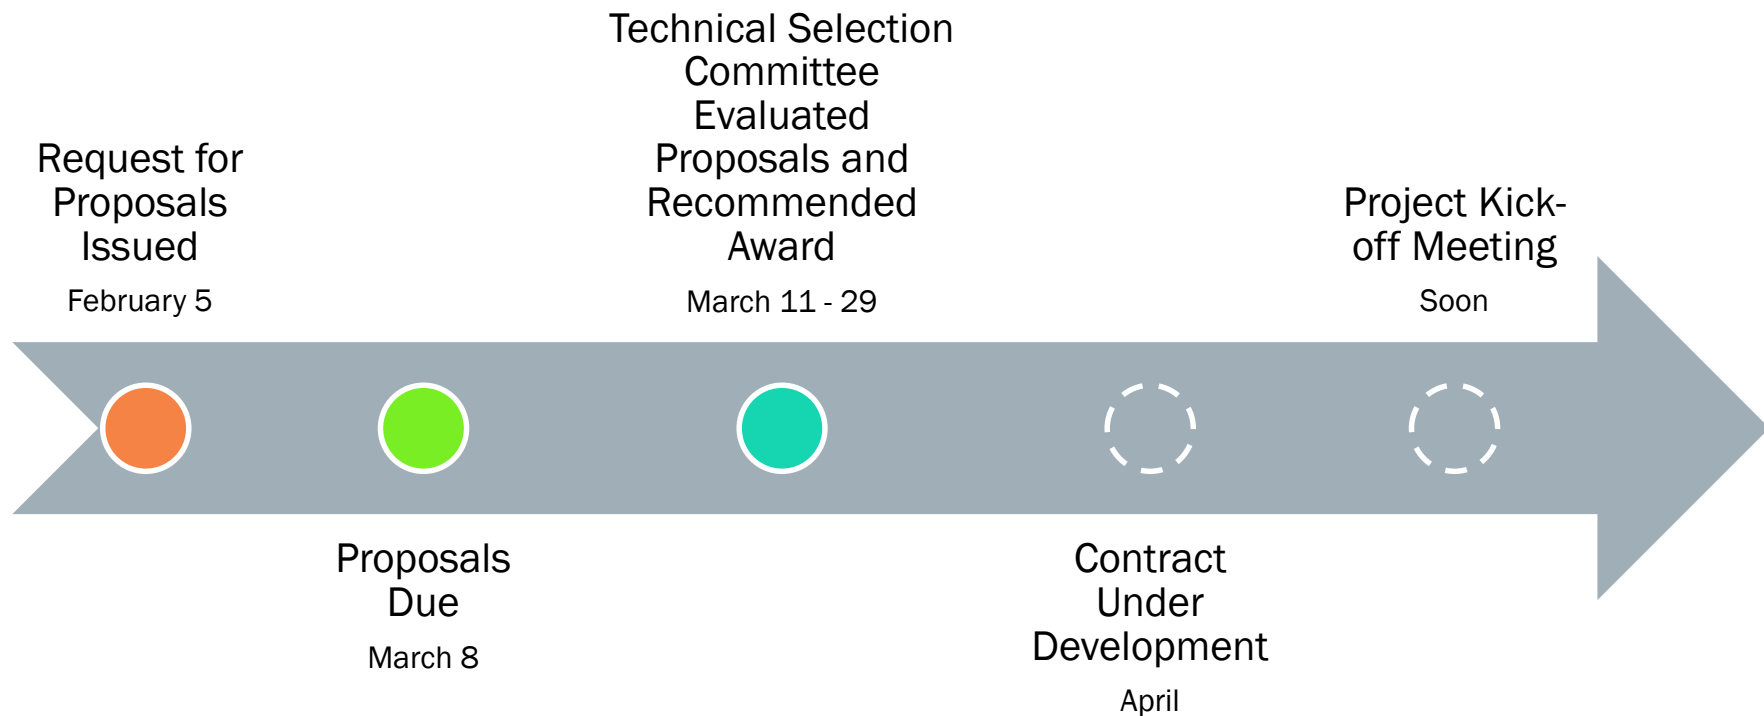 Request for
Proposals
Issued
February 5
Proposals
Due
March 8
Technical Selection
Committee
Evaluated
Proposals and
Recommended
Award
March 11 - 29
Contract
Under
Development
April
Project Kick-
off Meeting
Soon